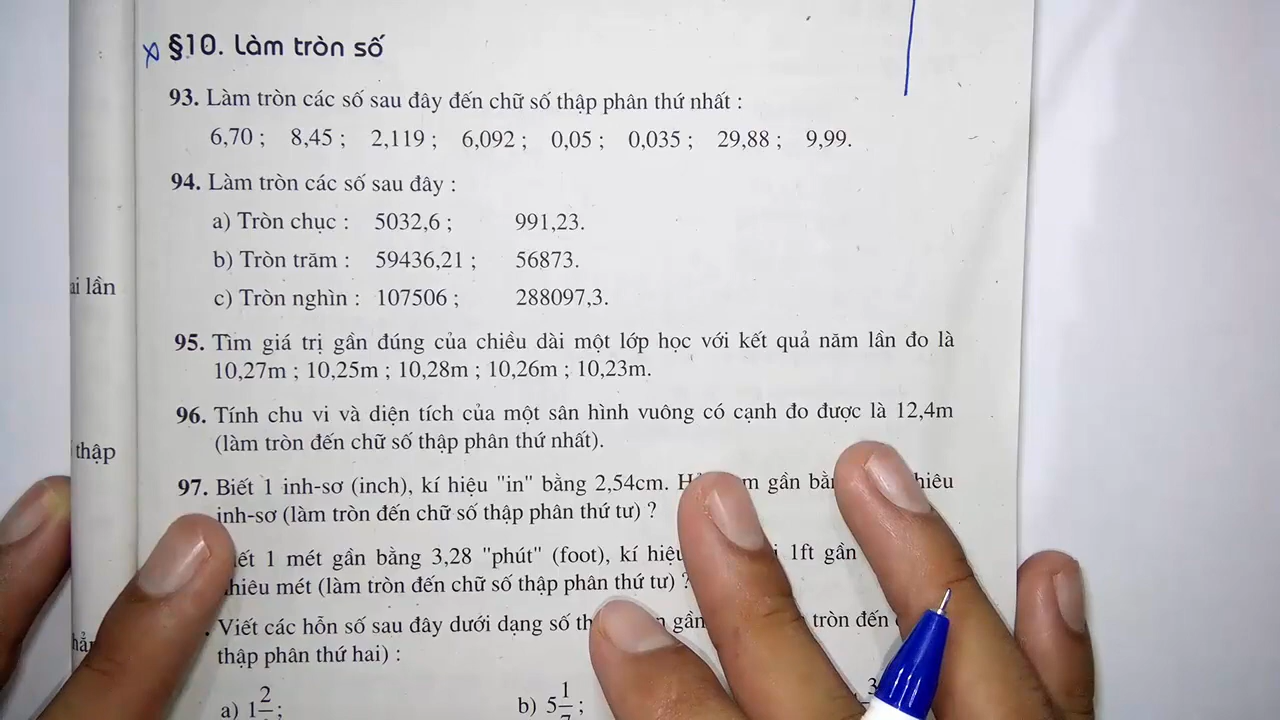 §10. Làm tròn số
93. Làm tròn các số sau đây đến chữ số thập phân thứ nhất :
6,70 ; 8,45 ; 2,119 ; 6,092 ; 0,05 ; 0,035 ; 29,88 ; 9,99.
94. Làm tròn các số sau đây :
a) Tròn chục : 5032,6 ; 991,23.
b) Tròn trăm : 59436,21 ; 56873.
c) Tròn nghìn : 107506 ; 288097,3.
lần
95. Tìm giá trị gần đúng của chiều dài một lớp học với kết quả năm lần đo là
10,27m ; 10,25m ; 10,28m ; 10,26m ; 10,23m.
96. Tính chu vi và diện tích của một sân hình vuông có cạnh đo được là 12,4m
(làm tròn đến chữ số thập phân thứ nhất).
thập
97. Biết 1 inh-sơ (inch), kí hiệu "in" bằng 2,54cm. gần
inh-sơ (làm tròn đến chữ số thập phân thứ tư) ?
1 mét gần bằng 3,28 "phút" (foot), kí 1ft gần
mét (làm tròn đến chữ số thập phân thứ tư) ?
Viết các hỗn số sau đây dưới dạng số tròn đến
thập phân thứ hai) :
a) 1 2
b) 5 1/7 ;